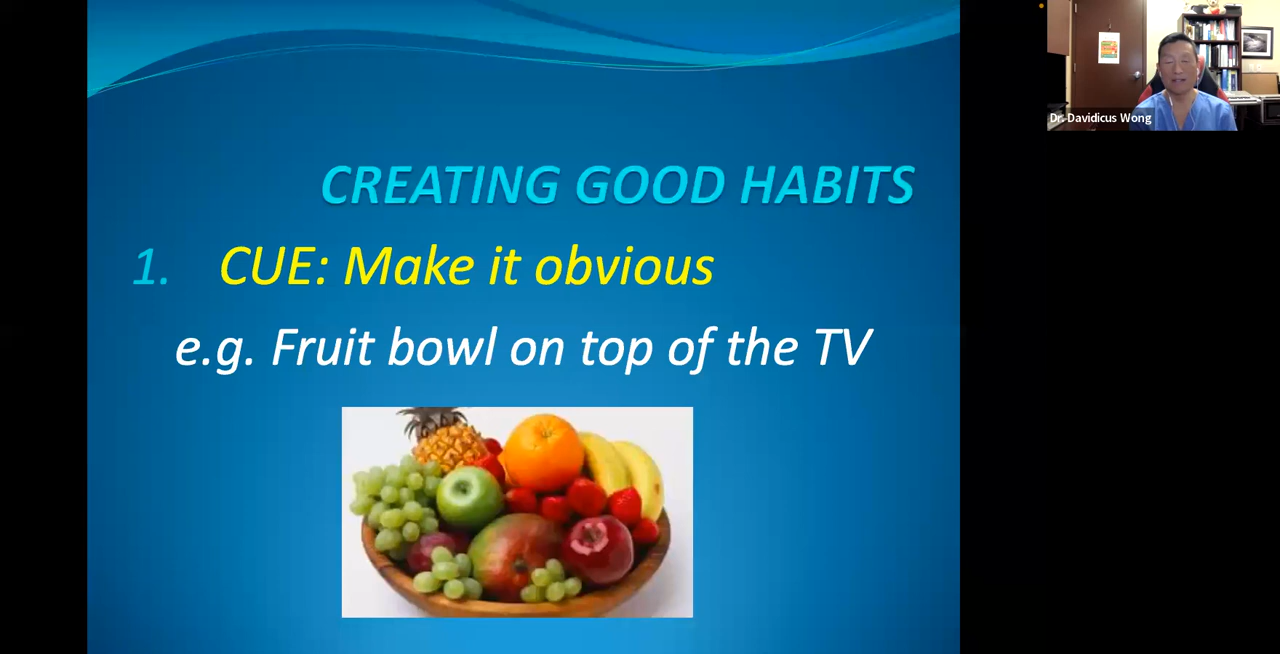 CREATING GOOD HABITS
1. CUE: Make it obvious
e.g. Fruit bowl on top of the TV
Dr. Davidicus Wong